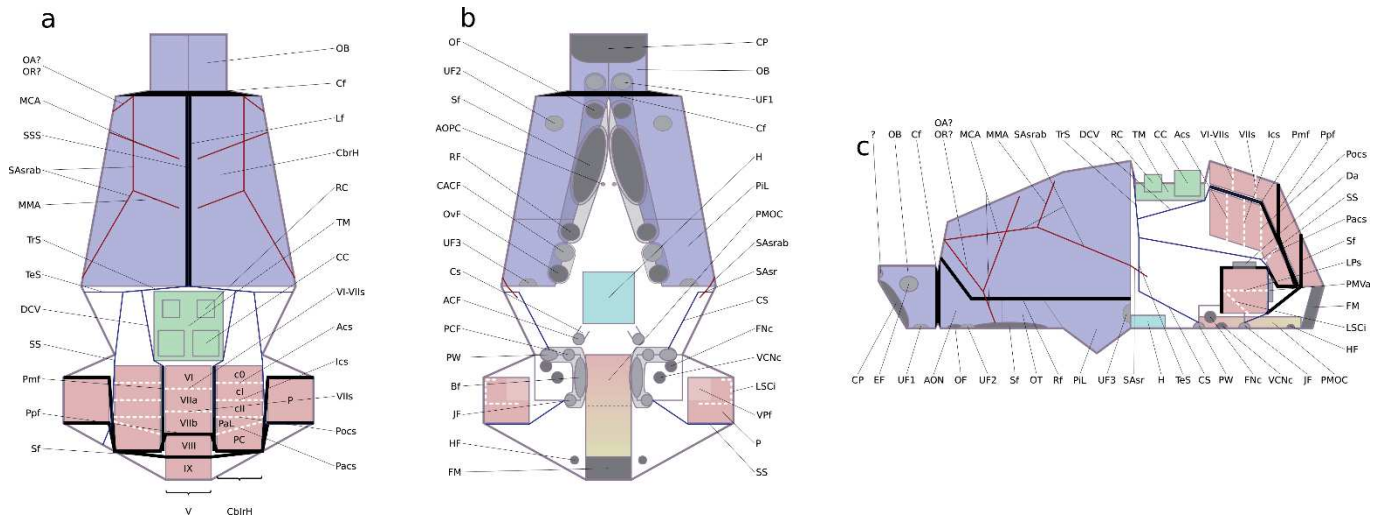 a
OB
OA?
OR?
Cf
MCA
Lf
SSS
CbrH
SAsrab
RC
MMA
TM
TrS
CC
TeS
VI-VIIs
DCV
Acs
SS
Ics
Pmf
VIIs
Ppf
Pocs
Sf
Pacs
VI
VIIa
VIIb
VIII
IX
c0
cI
cII
PaL
PC
P
V
CblrH
b
OF
CP
UF2
OB
Sf
UF1
AOPC
Cf
RF
H
CACF
PiL
OvF
PMOC
UF3
SAsrab
Cs
SAsr
ACF
CS
PCF
FNc
PW
VCNc
Bf
LSCi
JF
VPf
HF
P
FM
SS
c
? OB Cf OA?
OR? MCA MMA SAsrab TrS DCV RC TM CC Acs VI-VIIs VIIs Ics Pmf Ppf
Pocs
Da
SS
Pacs
Sf
LPs
PMVa
FM
LSCi
HF
CP EF UF1 AON OF UF2 Sf OT Rf PiL UF3 SAsr H TeS CS PW FNc VCNc JF PMOC